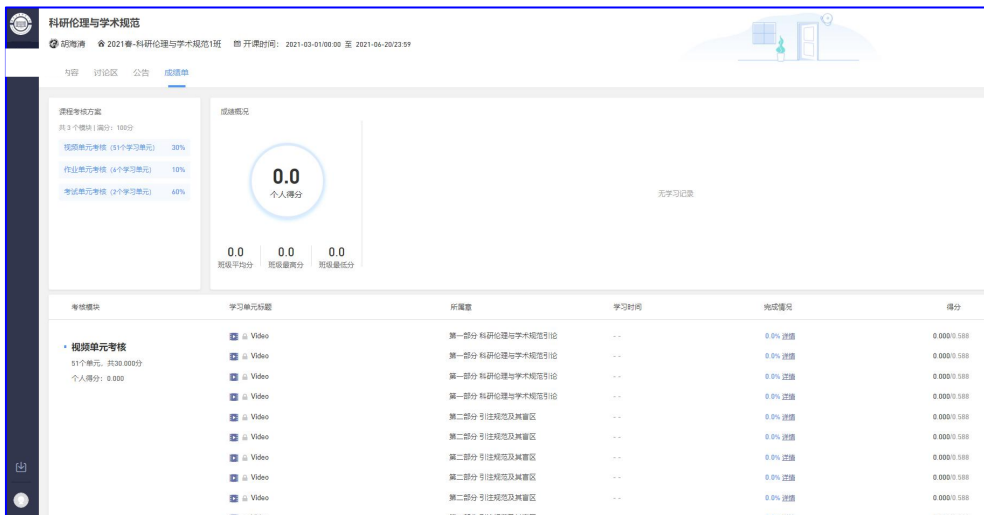 科研伦理与学术规范
胡海清 2021春-科研伦理与学术规范1班 开课时间： 2021-03-01/00:00 至 2021-06-20/23:59
内容 讨论区 公告 成绩单
课程考核方案
共3个模块 | 满分：100分
视频单元考核 (51个学习单元) 30%
作业单元考核 (6个学习单元) 10%
考试单元考核 (2个学习单元) 60%
成绩概况
0.0
个人得分
0.0 0.0 0.0
班级平均分 班级最高分 班级最低分
无学习记录
考核模块 学习单元标题 所属章 学习时间 完成情况 得分
视频单元考核
51个单元，共30.000分
个人得分：0.000
Video 第一部分 科研伦理与学术规范引论 - - 0.0% 详情 0.000/0.588
Video 第一部分 科研伦理与学术规范引论 - - 0.0% 详情 0.000/0.588
Video 第一部分 科研伦理与学术规范引论 - - 0.0% 详情 0.000/0.588
Video 第一部分 科研伦理与学术规范引论 - - 0.0% 详情 0.000/0.588
Video 第二部分 引注规范及其盲区 - - 0.0% 详情 0.000/0.588
Video 第二部分 引注规范及其盲区 - - 0.0% 详情 0.000/0.588
Video 第二部分 引注规范及其盲区 - - 0.0% 详情 0.000/0.588
Video 第二部分 引注规范及其盲区 - - 0.0% 详情 0.000/0.588
Video 第二部分 引注规范及其盲区 - - 0.0% 详情 0.000/0.588